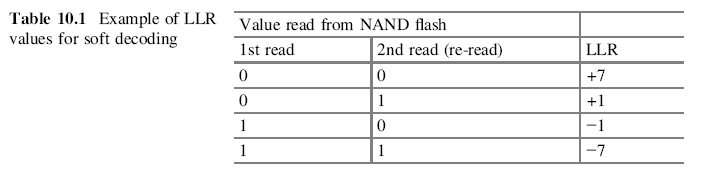 Table 10.1 Example of LLR
values for soft decoding
Value read from NAND flash
1st read 2nd read (re-read) LLR
0 0 +7
0 1 +1
1 0 −1
1 1 −7